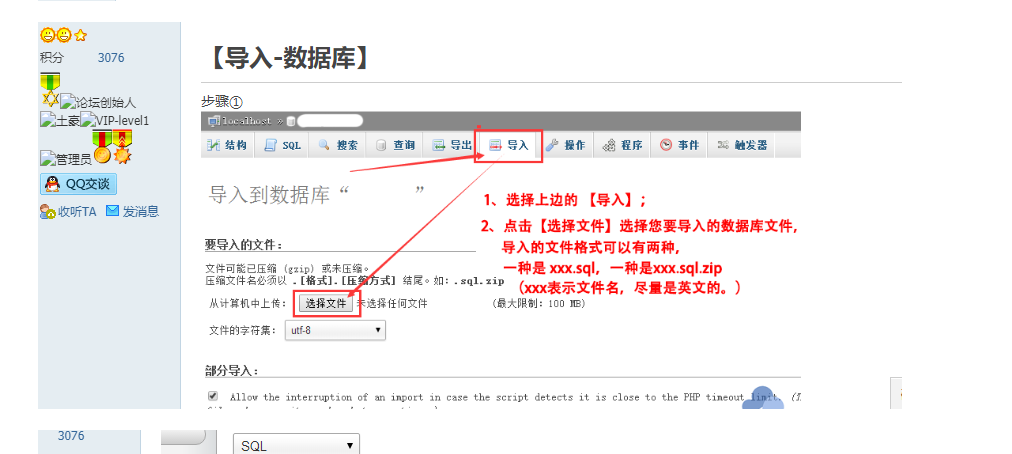 积分 3076
论坛创始人
土豪 VIP-level1
管理员
QQ交谈
收听TA 发消息
【导入-数据库】
步骤①
localhost »
结构 SQL 搜索 查询 导出 导入 操作 程序 事件 触发器
导入到数据库“ ”
1、选择上边的 【导入】;
2、点击【选择文件】选择您要导入的数据库文件,
导入的文件格式可以有两种,
一种是 xxx.sql, 一种是xxx.sql.zip
(xxx表示文件名, 尽量是英文的。)
要导入的文件:
文件可能已压缩 (gzip) 或未压缩。
压缩文件名必须以 .[格式].[压缩方式] 结尾。如: .sql.zip
从计算机中上传: 选择文件 未选择任何文件 (最大限制: 100 MB)
文件的字符集: utf-8
部分导入:
Allow the interruption of an import in case the script detects it is close to the PHP timeout limit.
3076
SQL